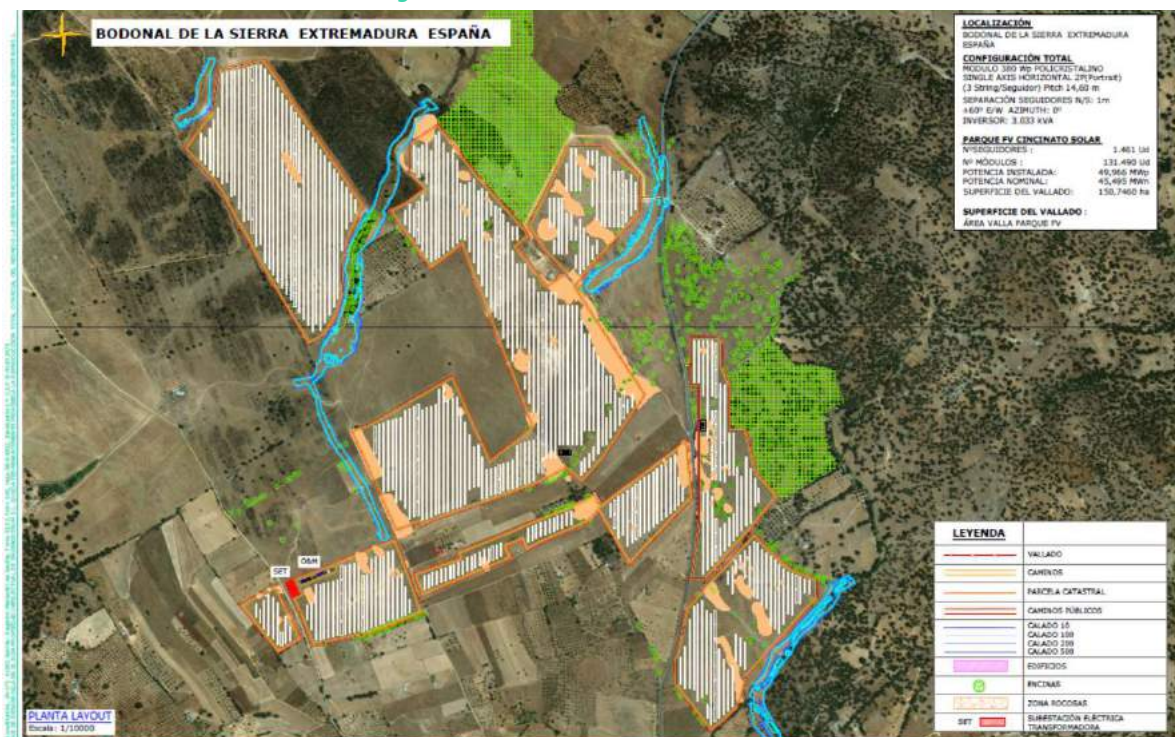 BODONAL DE LA SIERRA EXTREMADURA ESPAÑA
LOCALIZACIÓN
BODONAL DE LA SIERRA EXTREMADURA
ESPAÑA
CONFIGURACIÓN TOTAL
MODULO 380 Wp POLICRISTALINO
SINGLE AXIS HORIZONTAL 2P(Portrait)
(3 String/Seguidor) Pitch 14,60 m
SEPARACIÓN SEGUIDORES N/S: 1m
±60º E/W AZIMUTH: 0º
INVERSOR: 3.033 kVA
PARQUE FV CINCINATO SOLAR
NºSEGUIDORES : 1.461 Ud
Nº MÓDULOS : 131.490 Ud
POTENCIA INSTALADA: 49,966 MWp
POTENCIA NOMINAL: 45,495 MWn
SUPERFICIE DEL VALLADO: 150,7460 ha
SUPERFICIE DEL VALLADO :
ÁREA VALLA PARQUE FV
SET
O&M
LEYENDA
VALLADO
CAMINOS
PARCELA CATASTRAL
CAMINOS PÚBLICOS
CALADO 10
CALADO 100
CALADO 200
CALADO 500
EDIFICIOS
ENCINAS
ZONA ROCOSAS
SET SUBESTACIÓN ELÉCTRICA
TRANSFORMADORA
PLANTA LAYOUT
Escala: 1/10000